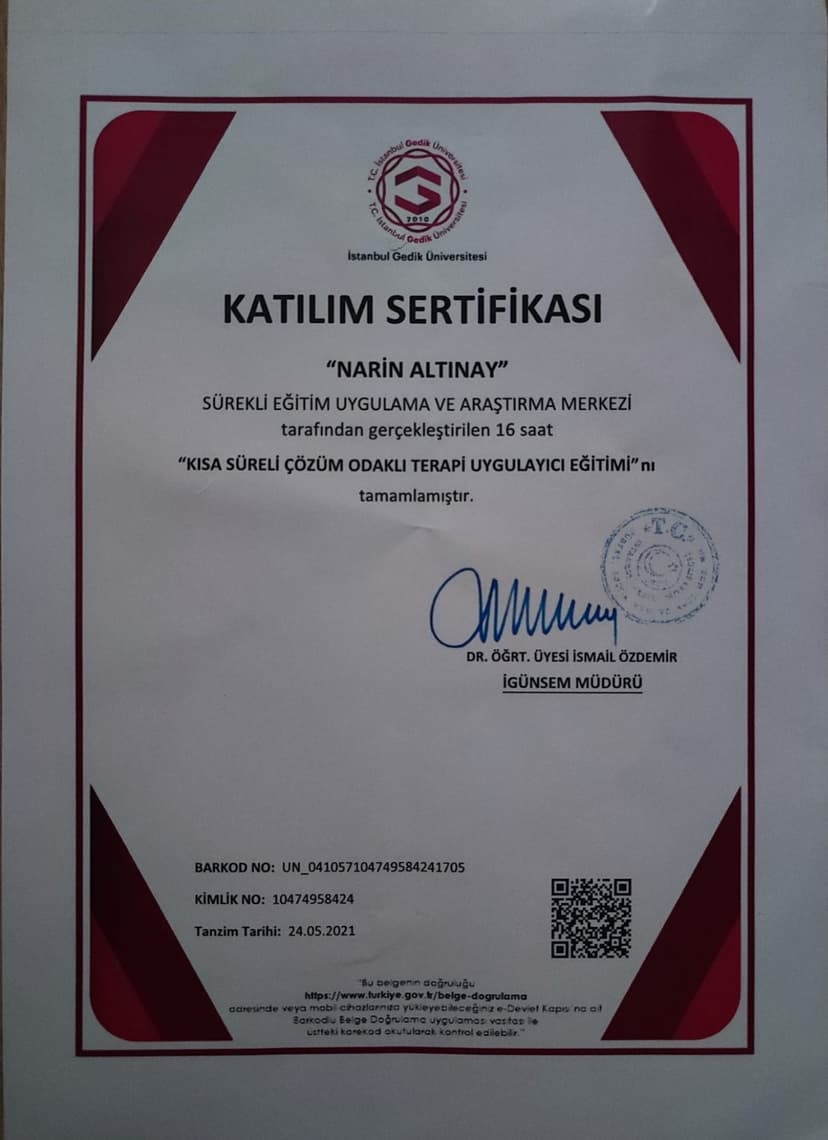 T.C. İstanbul Gedik Üniversitesi
2010
T.C. İstanbul Gedik Üniversitesi
İstanbul Gedik Üniversitesi
KATILIM SERTİFİKASI
“NARİN ALTINAY”
SÜREKLİ EĞİTİM UYGULAMA VE ARAŞTIRMA MERKEZİ
tarafından gerçekleştirilen 16 saat
“KISA SÜRELİ ÇÖZÜM ODAKLI TERAPİ UYGULAYICI EĞİTİMİ”nı
tamamlamıştır.
T.C.
DR. ÖĞRT. ÜYESİ İSMAİL ÖZDEMİR
İGÜNSEM MÜDÜRÜ
BARKOD NO: UN_041057104749584241705
KİMLİK NO: 10474958424
Tanzim Tarihi: 24.05.2021
"Bu belgenin doğruluğu
https://www.turkiye.gov.tr/belge-dogrulama
adresinde veya mobil cihazlarınıza yükleyebileceğiniz e-Devlet Kapısı'na ait
Barkodlu Belge Doğrulama uygulaması vasıtası ile
üstteki karekod okutularak kontrol edilebilir."